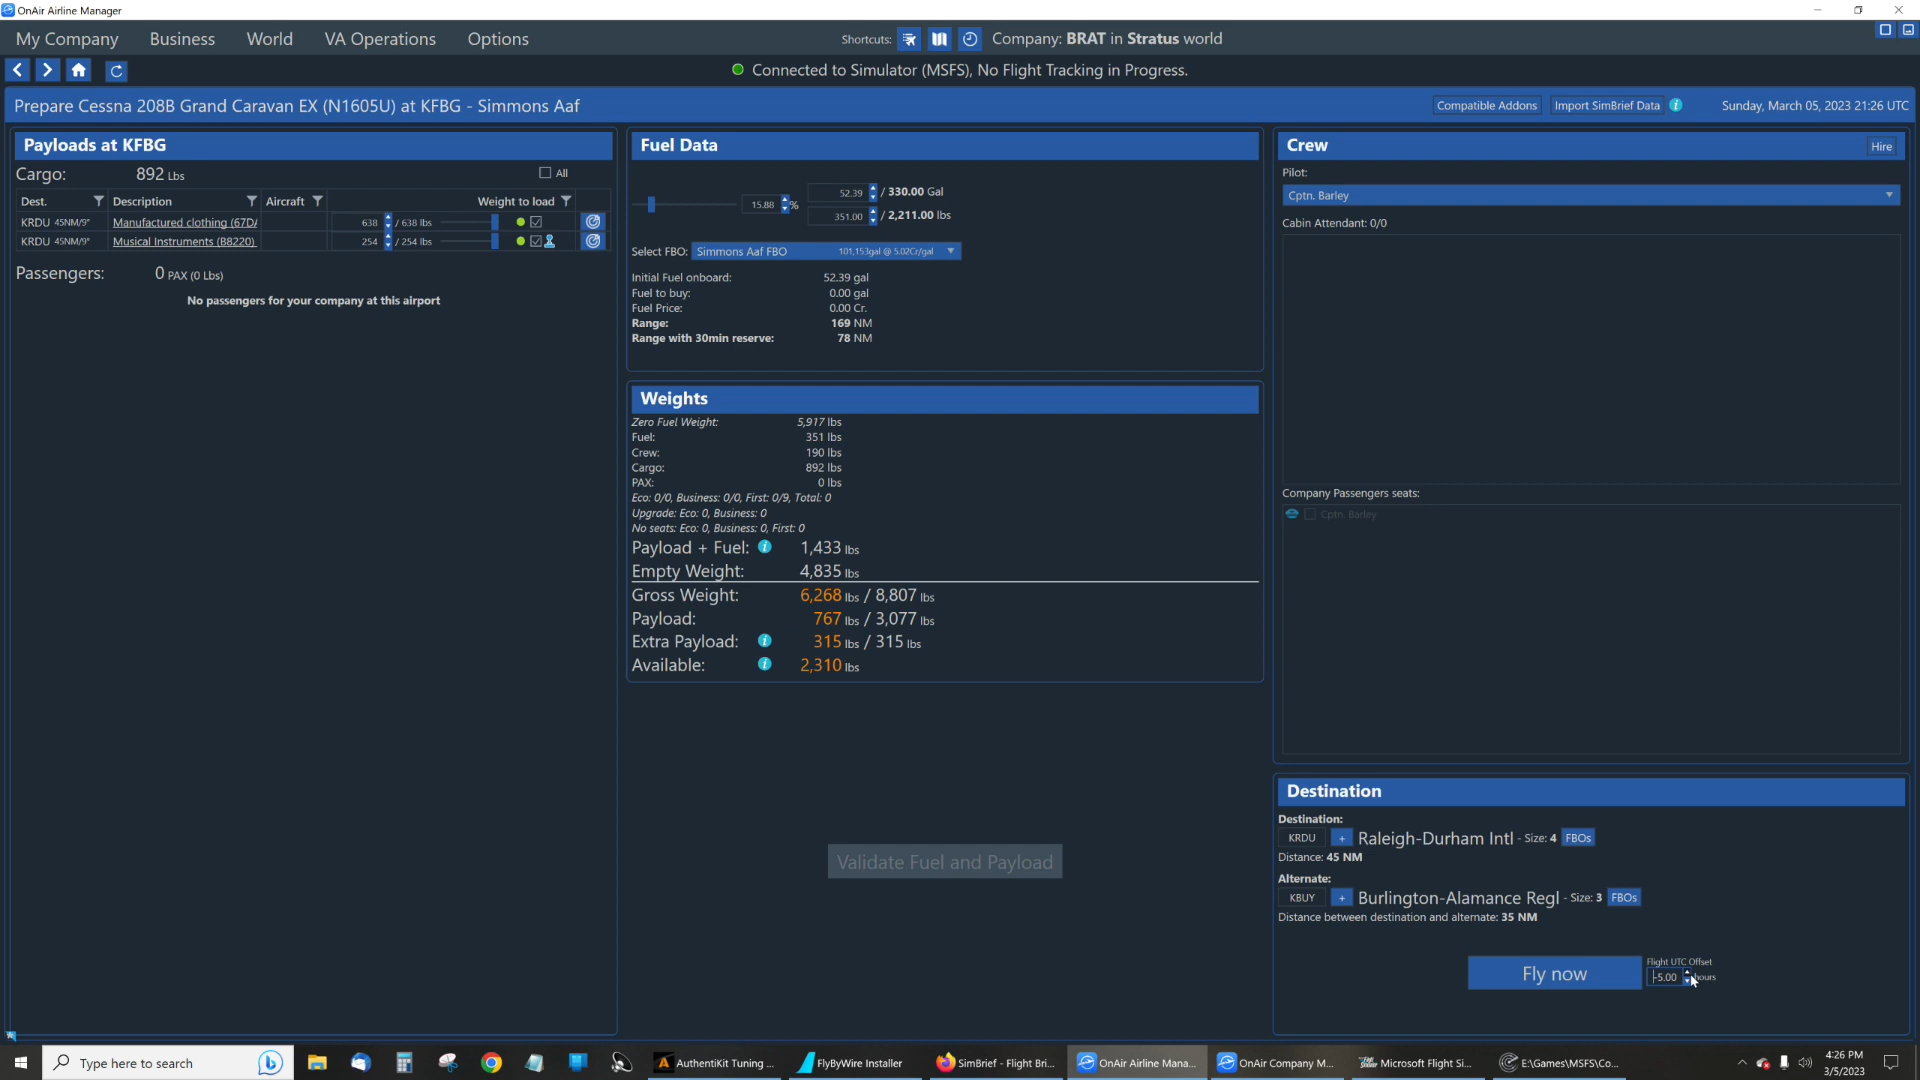 OnAir Airline Manager
My Company Business World VA Operations Options
Shortcuts: Company: BRAT in Stratus world
Connected to Simulator (MSFS), No Flight Tracking in Progress.
Prepare Cessna 208B Grand Caravan EX (N1605U) at KFBG - Simmons Aaf
Compatible Addons Import SimBrief Data Sunday, March 05, 2023 21:26 UTC
Payloads at KFBG
Cargo: 892 Lbs All
Dest. Description Aircraft Weight to load
KRDU 45NM/9° Manufactured clothing (67D/ 638 / 638 lbs
KRDU 45NM/9° Musical Instruments (B8220) 254 / 254 lbs
Passengers: 0 PAX (0 Lbs)
No passengers for your company at this airport
Fuel Data
15.88 % 52.39 / 330.00 Gal
351.00 / 2,211.00 lbs
Select FBO: Simmons Aaf FBO 101,153gal @ 5.02Cr/gal
Initial Fuel onboard: 52.39 gal
Fuel to buy: 0.00 gal
Fuel Price: 0.00 Cr.
Range: 169 NM
Range with 30min reserve: 78 NM
Weights
Zero Fuel Weight: 5,917 lbs
Fuel: 351 lbs
Crew: 190 lbs
Cargo: 892 lbs
PAX: 0 lbs
Eco: 0/0, Business: 0/0, First: 0/9, Total: 0
Upgrade: Eco: 0, Business: 0
No seats: Eco: 0, Business: 0, First: 0
Payload + Fuel: 1,433 lbs
Empty Weight: 4,835 lbs
Gross Weight: 6,268 lbs / 8,807 lbs
Payload: 767 lbs / 3,077 lbs
Extra Payload: 315 lbs / 315 lbs
Available: 2,310 lbs
Validate Fuel and Payload
Crew Hire
Pilot:
Cptn. Barley
Cabin Attendant: 0/0
Company Passengers seats:
Cptn. Barley
Destination
Destination:
KRDU + Raleigh-Durham Intl - Size: 4 FBOs
Distance: 45 NM
Alternate:
KBUY + Burlington-Alamance Regl - Size: 3 FBOs
Distance between destination and alternate: 35 NM
Flight UTC Offset
Fly now -5.00 hours
Type here to search
AuthentiKit Tuning ... FlyByWire Installer SimBrief - Flight Bri... OnAir Airline Mana... OnAir Company M... Microsoft Flight Si... E:\Games\MSFS\Co...
4:26 PM
3/5/2023